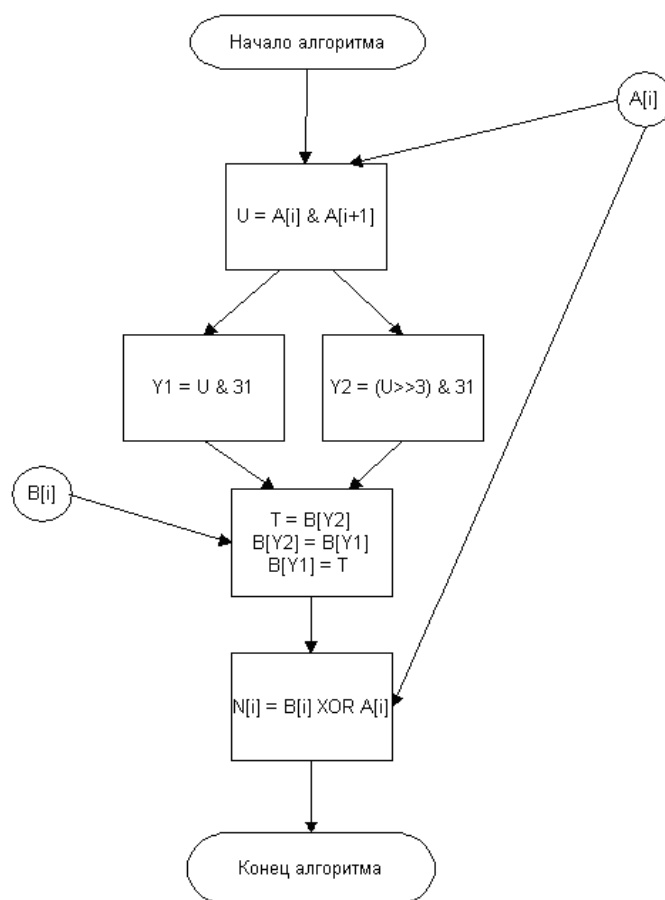 Начало алгоритма
A[i]
U = A[i] & A[i+1]
Y1 = U & 31
Y2 = (U>>3) & 31
B[i]
T = B[Y2]
B[Y2] = B[Y1]
B[Y1] = T
N[i] = B[i] XOR A[i]
Конец алгоритма